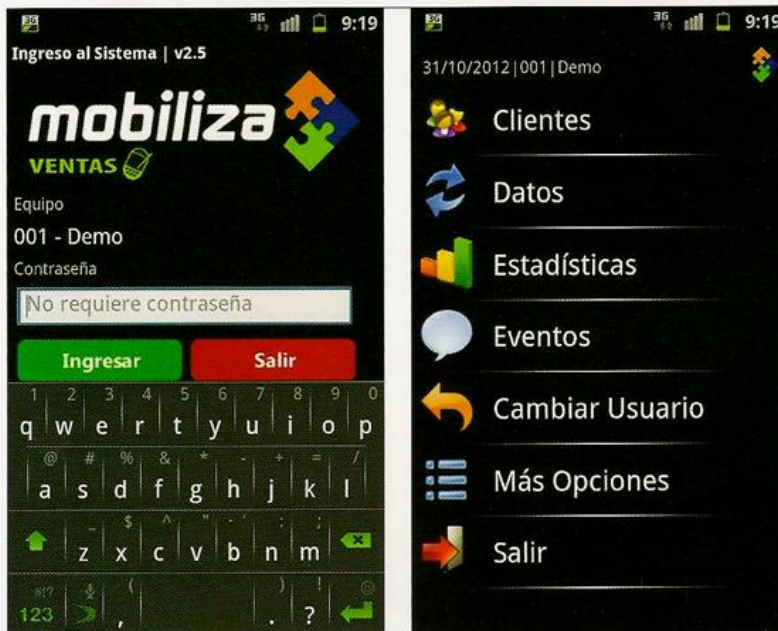 3G 9:19
Ingreso al Sistema | v2.5
mobiliza
VENTAS
Equipo
001 - Demo
Contraseña
No requiere contraseña
Ingresar Salir
1 2 3 4 5 6 7 8 9 0
q w e r t y u i o p
@ # % & * - + = /
a s d f g h j k l
_ $ ^ " ' : ;
z x c v b n m
#!? ( ) !
123 , . ?
3G 9:19
31/10/2012|001|Demo
Clientes
Datos
Estadísticas
Eventos
Cambiar Usuario
Más Opciones
Salir